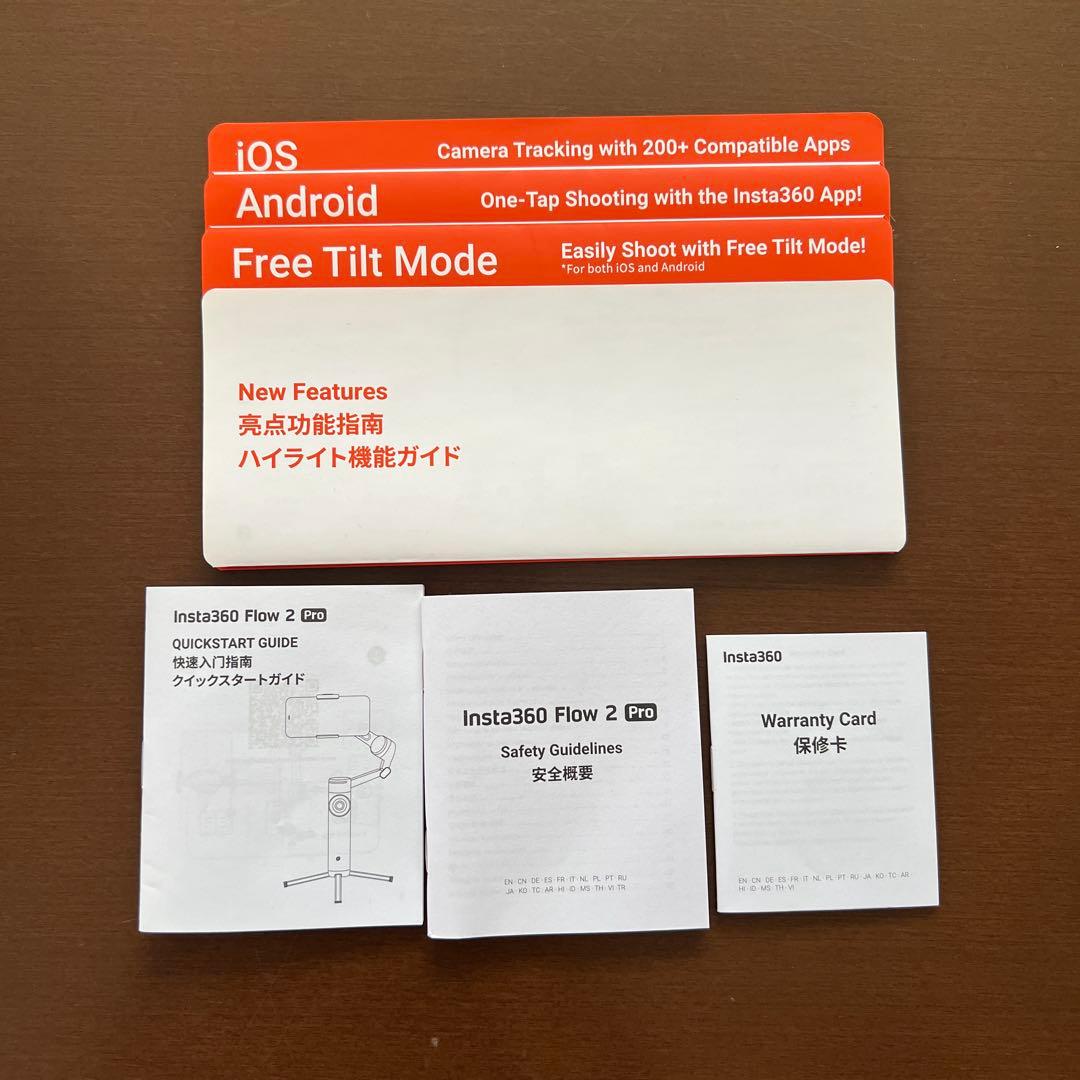 iOS
Camera Tracking with 200+ Compatible Apps
Android
One-Tap Shooting with the Insta360 App!
Free Tilt Mode
Easily Shoot with Free Tilt Mode!
*For both iOS and Android
New Features
亮点功能指南
ハイライト機能ガイド
Insta360 Flow 2 Pro
QUICKSTART GUIDE
快速入门指南
クイックスタートガイド
Insta360 Flow 2 Pro
Safety Guidelines
安全概要
EN · CN · DE · ES · FR · IT · NL · PL · PT · RU
JA · KO · TC · AR · HI · ID · MS · TH · VI · TR
Insta360
Warranty Card
保修卡
EN · CN · DE · ES · FR · IT · NL · PL · PT · RU · JA · KO · TC · AR ·
HI · ID · MS · TH · VI